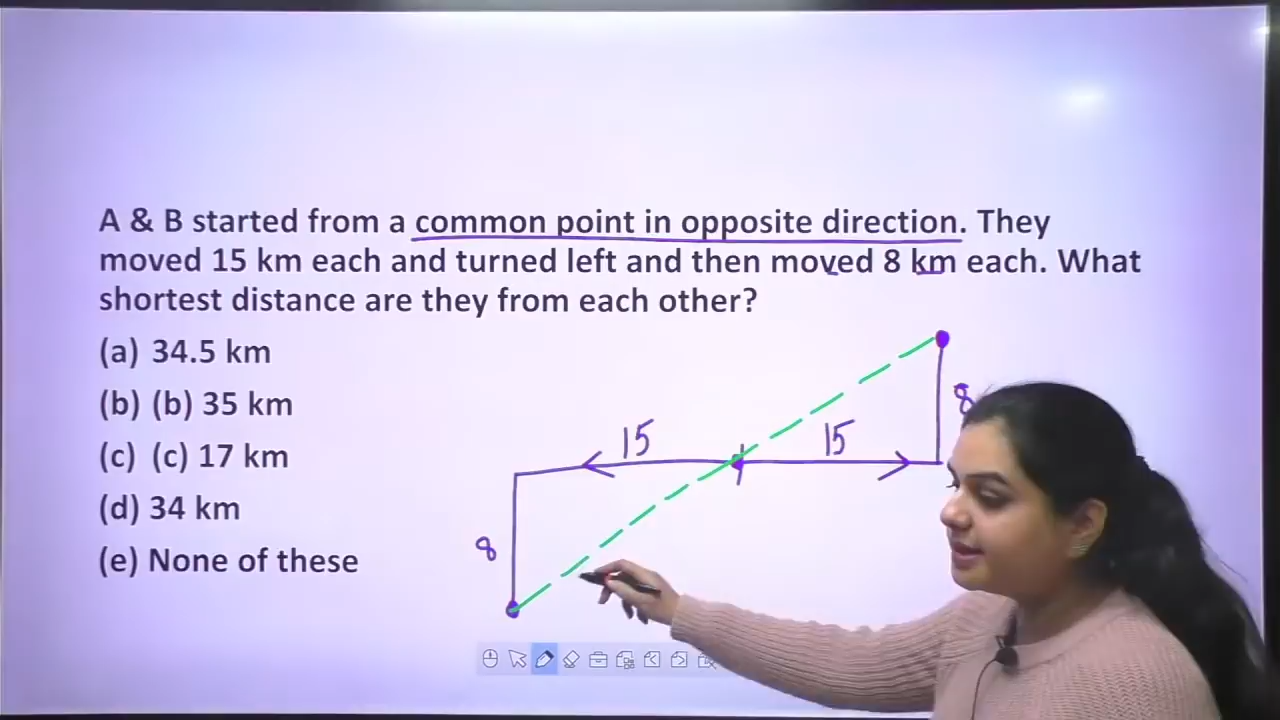 A & B started from a common point in opposite direction. They
moved 15 km each and turned left and then moved 8 km each. What
shortest distance are they from each other?
(a) 34.5 km
(b) (b) 35 km
(c) (c) 17 km
(d) 34 km
(e) None of these
8
15
15
8